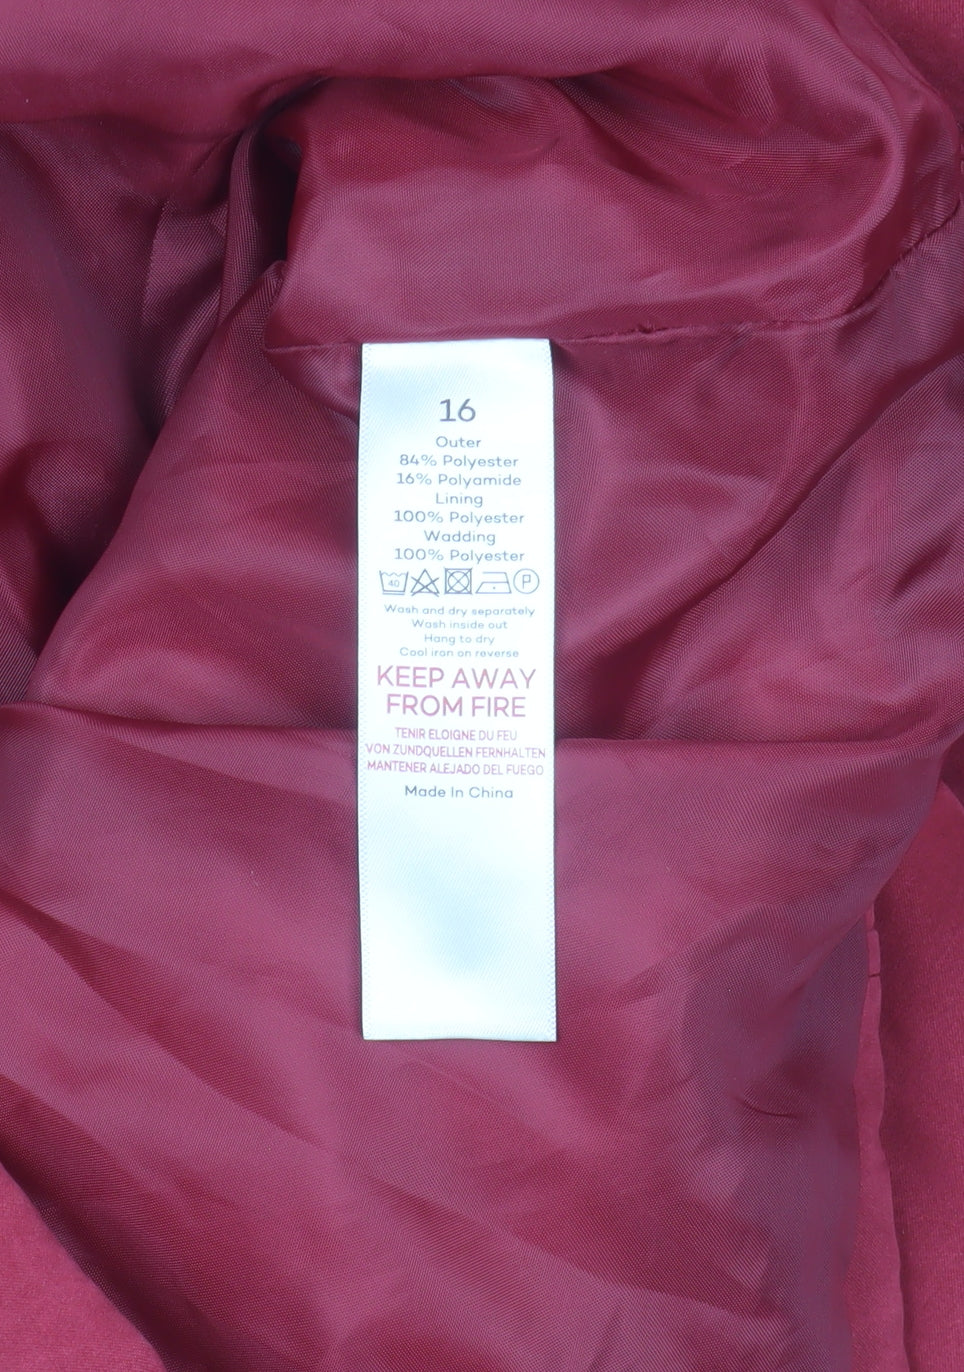 16
Outer
84% Polyester
16% Polyamide
Lining
100% Polyester
Wadding
100% Polyester
40 P
Wash and dry separately
Wash inside out
Hang to dry
Cool iron on reverse
KEEP AWAY
FROM FIRE
TENIR ELOIGNE DU FEU
VON ZUNDQUELLEN FERNHALTEN
MANTENER ALEJADO DEL FUEGO
Made In China